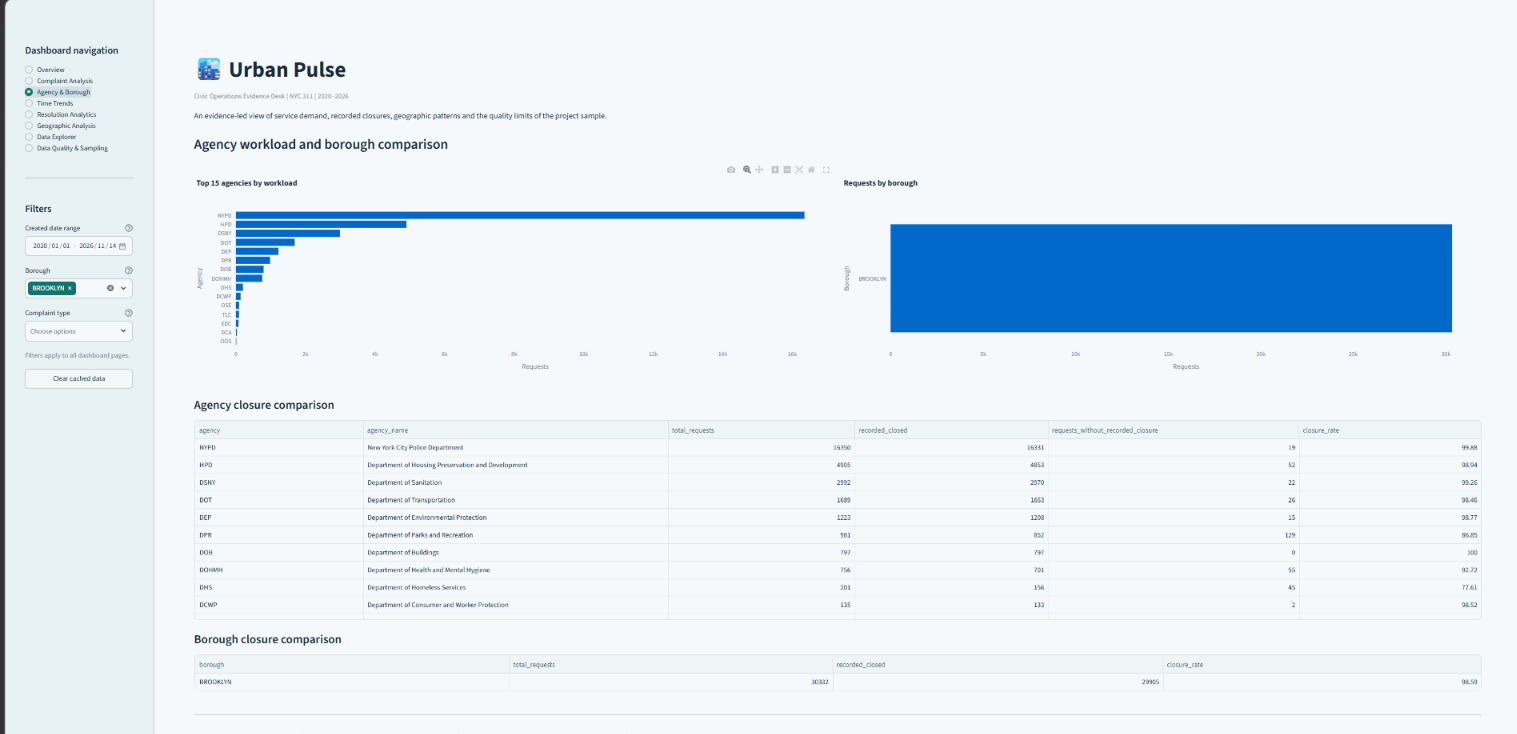 Dashboard navigation
Overview
Complaint Analysis
Agency & Borough
Time Trends
Resolution Analytics
Geographic Analysis
Data Explorer
Data Quality & Sampling
Filters
Created date range
2020/01/01 - 2026/11/14
Borough
BROOKLYN ×
Complaint type
Choose options
Filters apply to all dashboard pages.
Clear cached data
Urban Pulse
Civic Operations Evidence Desk | NYC 311 | 2020-2026
An evidence-led view of service demand, recorded closures, geographic patterns and the quality limits of the project sample.
Agency workload and borough comparison
Top 15 agencies by workload
Agency
NYPD
HPD
DSNY
DOT
DEP
DPR
DOB
DOHMH
DHS
DCWP
OSE
TLC
EDC
DCA
OOS
0 2k 4k 6k 8k 10k 12k 14k 16k
Requests
Requests by borough
Borough
BROOKLYN
0 5k 10k 15k 20k 25k 30k
Requests
Agency closure comparison
agency agency_name total_requests recorded_closed requests_without_recorded_closure closure_rate
NYPD New York City Police Department 16350 16331 19 99.88
HPD Department of Housing Preservation and Development 4905 4853 52 98.94
DSNY Department of Sanitation 2992 2970 22 99.26
DOT Department of Transportation 1689 1663 26 98.46
DEP Department of Environmental Protection 1223 1208 15 98.77
DPR Department of Parks and Recreation 981 852 129 86.85
DOB Department of Buildings 797 797 0 100
DOHMH Department of Health and Mental Hygiene 756 701 55 92.72
DHS Department of Homeless Services 201 156 45 77.61
DCWP Department of Consumer and Worker Protection 135 133 2 98.52
Borough closure comparison
borough total_requests recorded_closed closure_rate
BROOKLYN 30332 29905 98.59